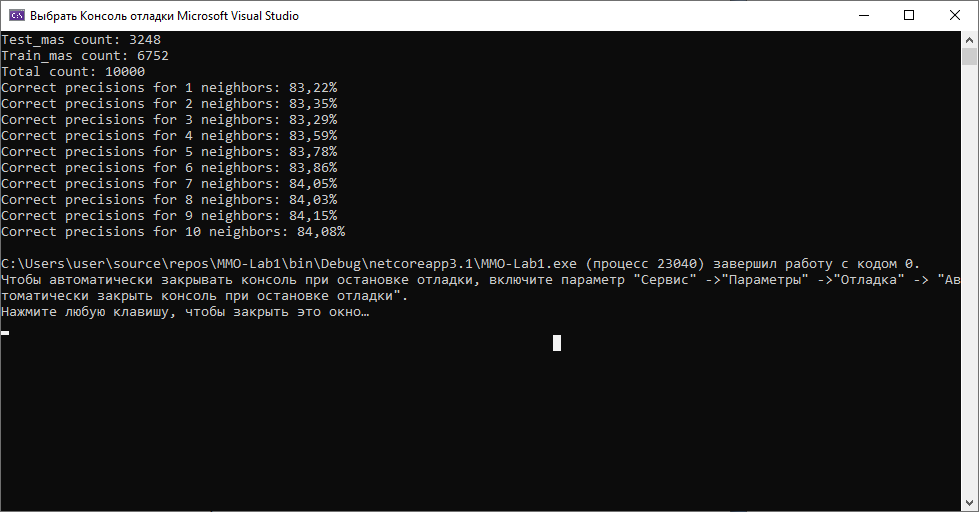 Выбрать Консоль отладки Microsoft Visual Studio
Test_mas count: 3248
Train_mas count: 6752
Total count: 10000
Correct precisions for 1 neighbors: 83,22%
Correct precisions for 2 neighbors: 83,35%
Correct precisions for 3 neighbors: 83,29%
Correct precisions for 4 neighbors: 83,59%
Correct precisions for 5 neighbors: 83,78%
Correct precisions for 6 neighbors: 83,86%
Correct precisions for 7 neighbors: 84,05%
Correct precisions for 8 neighbors: 84,03%
Correct precisions for 9 neighbors: 84,15%
Correct precisions for 10 neighbors: 84,08%
C:\Users\user\source\repos\MMO-Lab1\bin\Debug\netcoreapp3.1\MMO-Lab1.exe (процесс 23040) завершил работу с кодом 0.
Чтобы автоматически закрывать консоль при остановке отладки, включите параметр "Сервис" ->"Параметры" ->"Отладка" -> "Ав
томатически закрыть консоль при остановке отладки".
Нажмите любую клавишу, чтобы закрыть это окно…